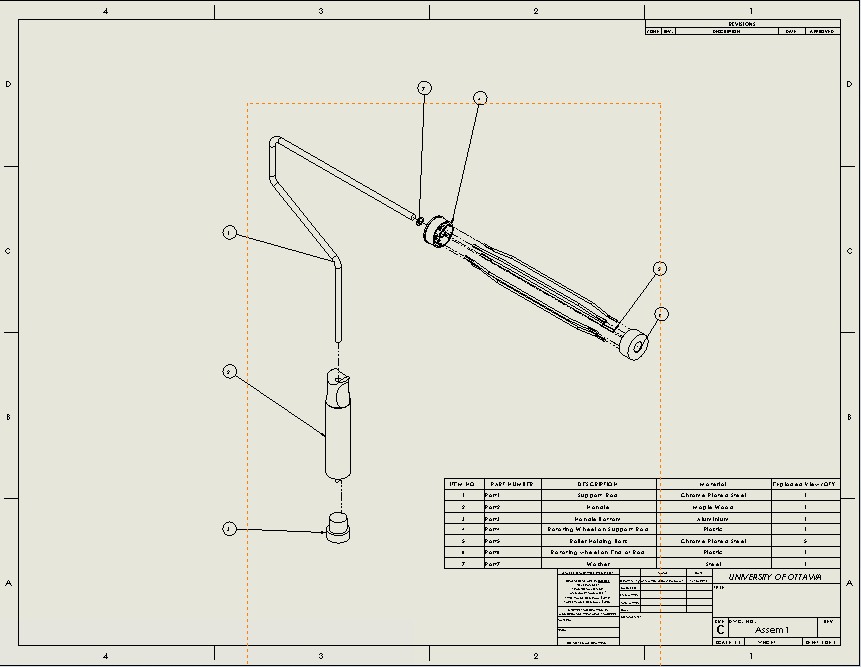 4 3 2 1
REVISIONS
ZONE REV. DESCRIPTION DATE APPROVED
D D
7
4
C C
1
5
6
2
B B
3
ITEM NO. PART NUMBER DESCRIPTION Material Exploded View/QTY.
1 Part1 Support Rod Chrome Plated Steel 1
2 Part2 Handle Maple Wood 1
3 Part3 Handle Bottom Aluminium 1
4 Part4 Rotating Wheel on Support Rod Plastic 1
5 Part5 Roller Holding Bars Chrome Plated Steel 5
6 Part6 Rotating wheel on End of Rod Plastic 1
7 Part7 Washer Steel 1
A A
UNIVERSITY OF OTTAWA
TITLE:
SIZE DWG. NO. REV
C Assem1
SCALE: 1:1 WEIGHT: SHEET 1 OF 1
4 3 2 1